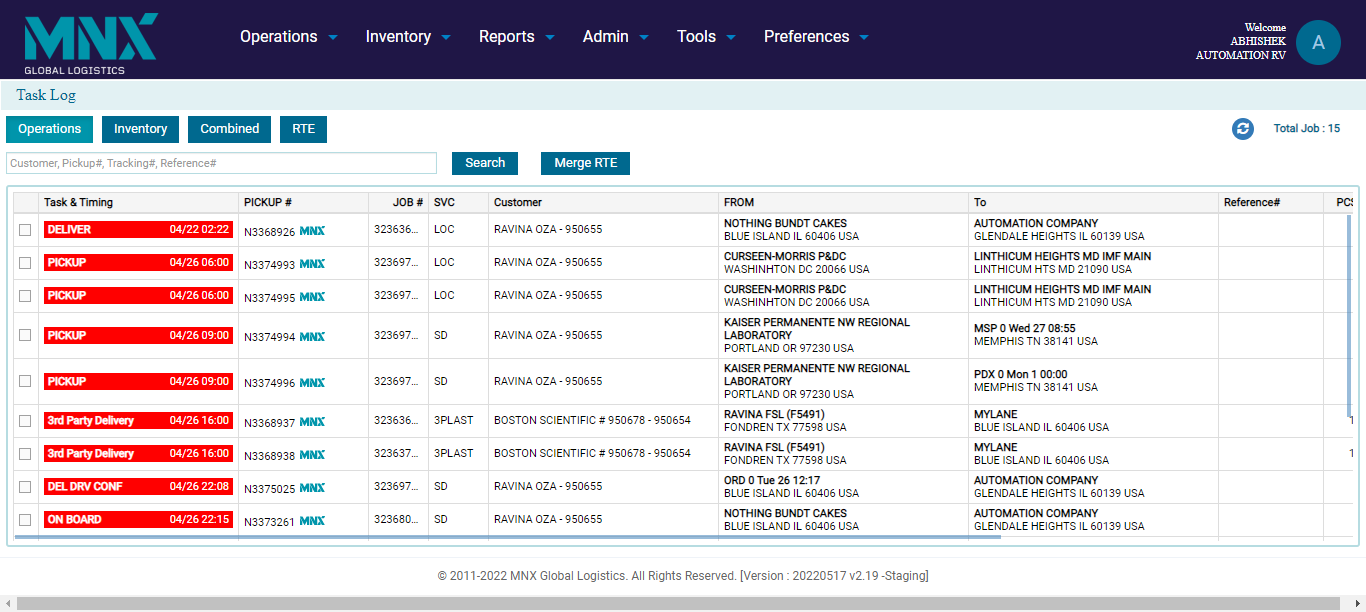 MNX
GLOBAL LOGISTICS
Operations Inventory Reports Admin Tools Preferences
Welcome
ABHISHEK
AUTOMATION RV
A
Task Log
Operations Inventory Combined RTE
Total Job : 15
Customer, Pickup#, Tracking#, Reference# Search Merge RTE
Task & Timing PICKUP # JOB # SVC Customer FROM To Reference# PCS
DELIVER 04/22 02:22 N3368926 MNX 323636... LOC RAVINA OZA - 950655 NOTHING BUNDT CAKES AUTOMATION COMPANY
BLUE ISLAND IL 60406 USA GLENDALE HEIGHTS IL 60139 USA
PICKUP 04/26 06:00 N3374993 MNX 323697... LOC RAVINA OZA - 950655 CURSEEN-MORRIS P&DC LINTHICUM HEIGHTS MD IMF MAIN
WASHINHTON DC 20066 USA LINTHICUM HTS MD 21090 USA
PICKUP 04/26 06:00 N3374995 MNX 323697... LOC RAVINA OZA - 950655 CURSEEN-MORRIS P&DC LINTHICUM HEIGHTS MD IMF MAIN
WASHINHTON DC 20066 USA LINTHICUM HTS MD 21090 USA
PICKUP 04/26 09:00 N3374994 MNX 323697... SD RAVINA OZA - 950655 KAISER PERMANENTE NW REGIONAL MSP 0 Wed 27 08:55
LABORATORY MEMPHIS TN 38141 USA
PORTLAND OR 97230 USA
PICKUP 04/26 09:00 N3374996 MNX 323697... SD RAVINA OZA - 950655 KAISER PERMANENTE NW REGIONAL PDX 0 Mon 1 00:00
LABORATORY MEMPHIS TN 38141 USA
PORTLAND OR 97230 USA
3rd Party Delivery 04/26 16:00 N3368937 MNX 323636... 3PLAST BOSTON SCIENTIFIC # 950678 - 950654 RAVINA FSL (F5491) MYLANE 1
FONDREN TX 77598 USA BLUE ISLAND IL 60406 USA
3rd Party Delivery 04/26 16:00 N3368938 MNX 323637... 3PLAST BOSTON SCIENTIFIC # 950678 - 950654 RAVINA FSL (F5491) MYLANE 1
FONDREN TX 77598 USA BLUE ISLAND IL 60406 USA
DEL DRV CONF 04/26 22:08 N3375025 MNX 323697... SD RAVINA OZA - 950655 ORD 0 Tue 26 12:17 AUTOMATION COMPANY
BLUE ISLAND IL 60406 USA GLENDALE HEIGHTS IL 60139 USA
ON BOARD 04/26 22:15 N3373261 MNX 323680... SD RAVINA OZA - 950655 NOTHING BUNDT CAKES AUTOMATION COMPANY
BLUE ISLAND IL 60406 USA GLENDALE HEIGHTS IL 60139 USA
© 2011-2022 MNX Global Logistics. All Rights Reserved. [Version : 20220517 v2.19 -Staging]